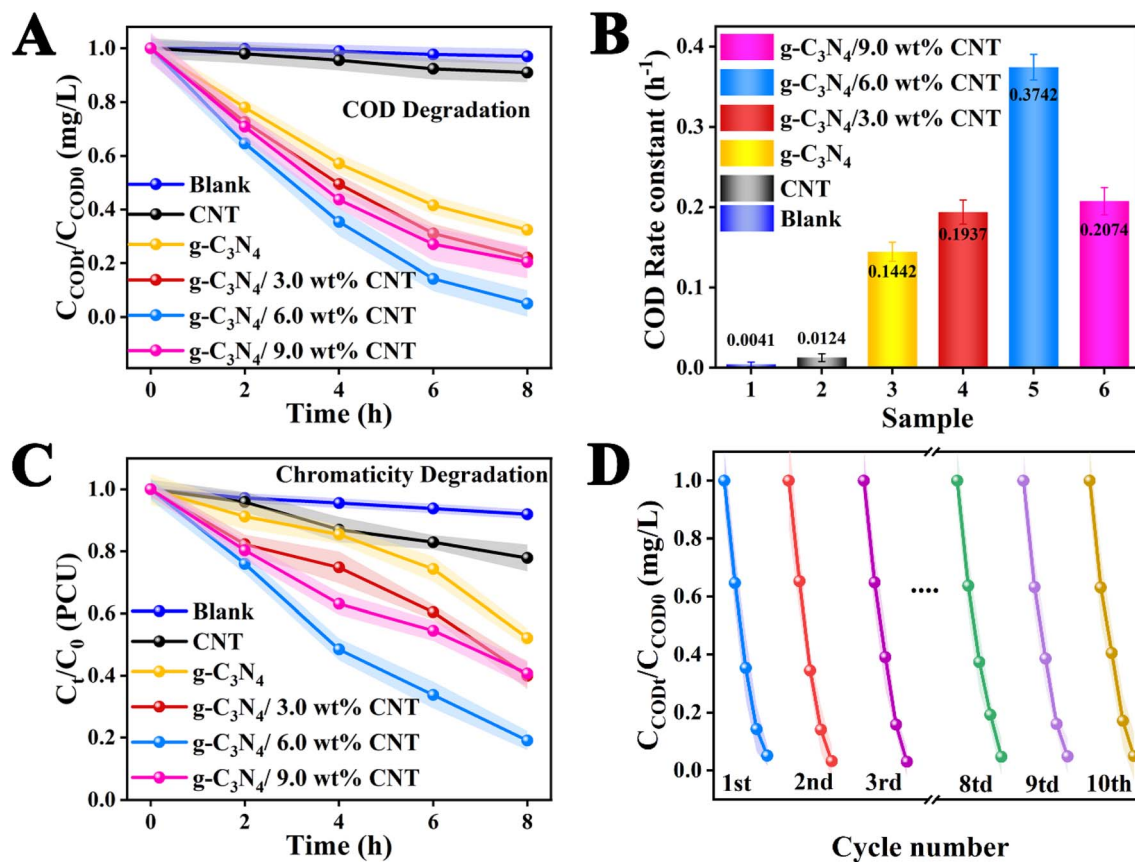 A
C_CODt/C_COD0 (mg/L)
1.0
0.8
0.6
0.4
0.2
0.0
COD Degradation
Blank
CNT
g-C₃N₄
g-C₃N₄/ 3.0 wt% CNT
g-C₃N₄/ 6.0 wt% CNT
g-C₃N₄/ 9.0 wt% CNT
0 2 4 6 8
Time (h)
B
COD Rate constant (h⁻¹)
0.4
0.3
0.2
0.1
0.0
g-C₃N₄/9.0 wt% CNT
g-C₃N₄/6.0 wt% CNT
g-C₃N₄/3.0 wt% CNT
g-C₃N₄
CNT
Blank
0.0041
0.0124
0.1442
0.1937
0.3742
0.2074
1 2 3 4 5 6
Sample
C
Cₜ/C₀ (PCU)
1.0
0.8
0.6
0.4
0.2
0.0
Chromaticity Degradation
Blank
CNT
g-C₃N₄
g-C₃N₄/ 3.0 wt% CNT
g-C₃N₄/ 6.0 wt% CNT
g-C₃N₄/ 9.0 wt% CNT
0 2 4 6 8
Time (h)
D
C_CODt/C_COD0 (mg/L)
1.0
0.8
0.6
0.4
0.2
0.0
....
1st 2nd 3rd 8td 9td 10th
Cycle number